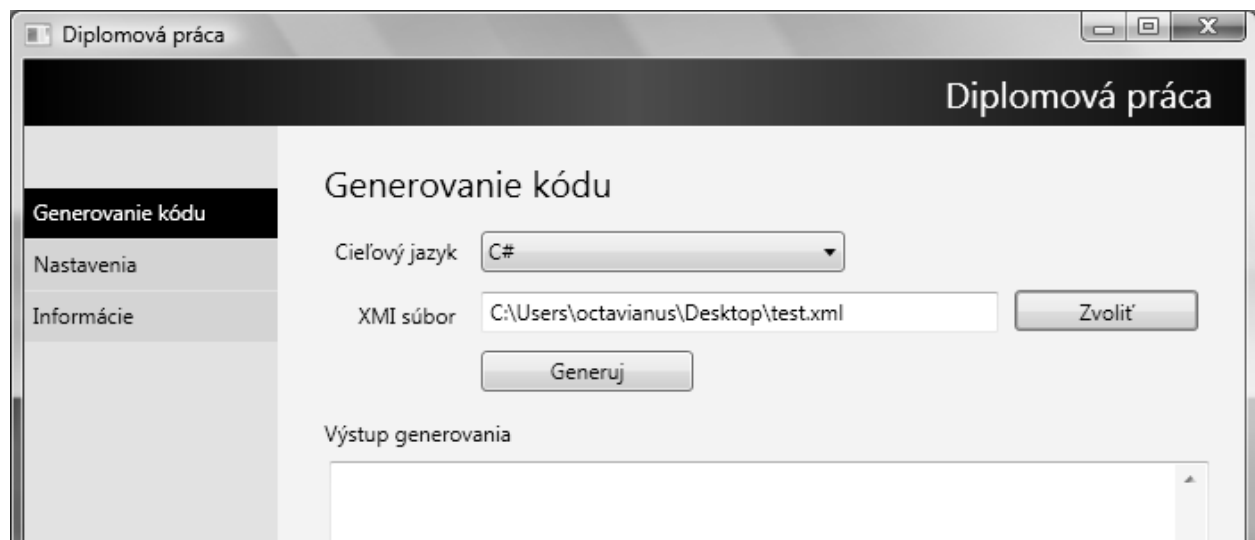 Diplomová práca
Diplomová práca
Generovanie kódu
Nastavenia
Informácie
Generovanie kódu
Cieľový jazyk C#
XMI súbor C:\Users\octavianus\Desktop\test.xml Zvoliť
Generuj
Výstup generovania